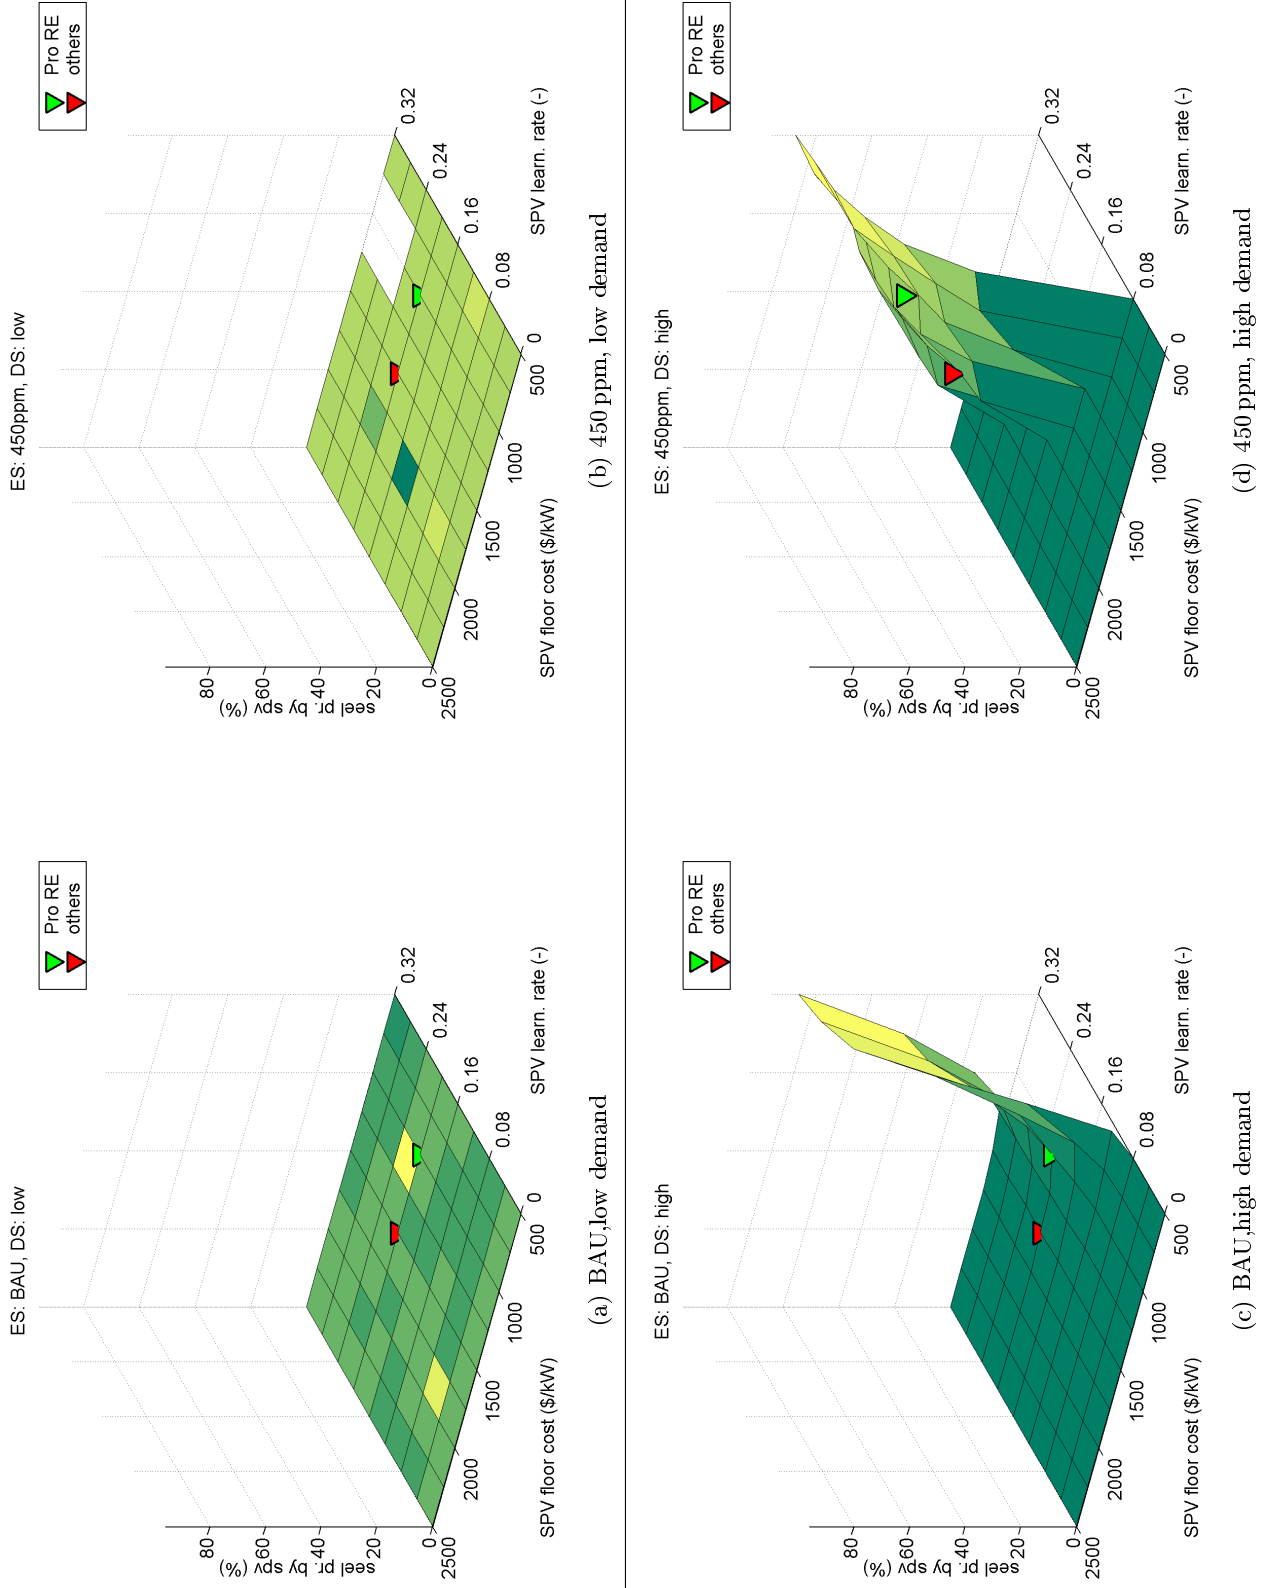 ES: BAU, DS: low
Pro RE
others
80
60
40
20
0
seel pr. by spv (%)
2500
2000
1500
1000
500
SPV floor cost ($/kW)
0
0.08
0.16
0.24
0.32
SPV learn. rate (-)
(a) BAU,low demand
ES: 450ppm, DS: low
Pro RE
others
80
60
40
20
0
seel pr. by spv (%)
2500
2000
1500
1000
500
SPV floor cost ($/kW)
0
0.08
0.16
0.24
0.32
SPV learn. rate (-)
(b) 450 ppm, low demand
ES: BAU, DS: high
Pro RE
others
80
60
40
20
0
seel pr. by spv (%)
2500
2000
1500
1000
500
SPV floor cost ($/kW)
0
0.08
0.16
0.24
0.32
SPV learn. rate (-)
(c) BAU,high demand
ES: 450ppm, DS: high
Pro RE
others
80
60
40
20
0
seel pr. by spv (%)
2500
2000
1500
1000
500
SPV floor cost ($/kW)
0
0.08
0.16
0.24
0.32
SPV learn. rate (-)
(d) 450 ppm, high demand